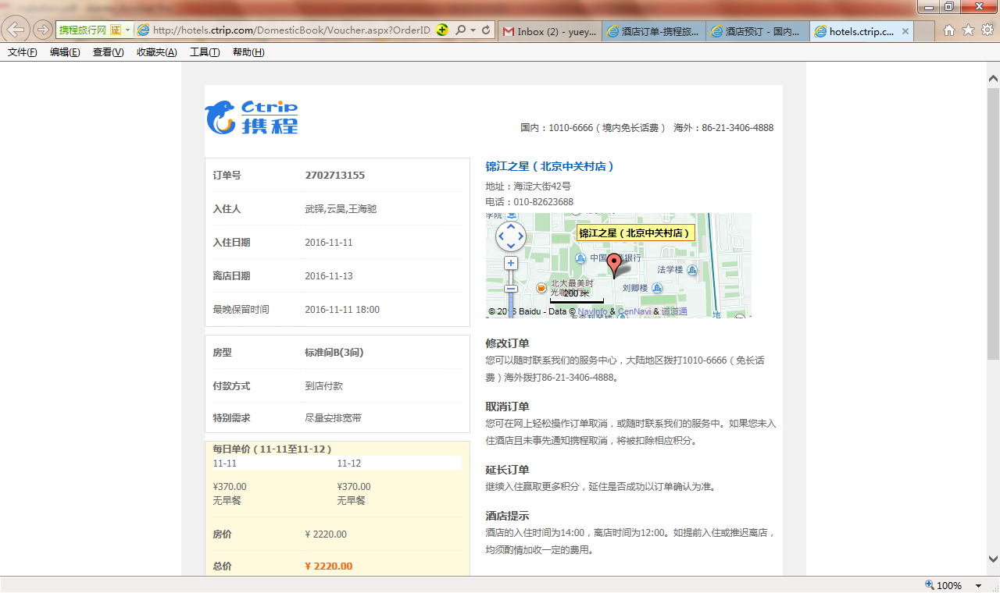 携程旅行网 证
http://hotels.ctrip.com/DomesticBook/Voucher.aspx?OrderID
Inbox (2) - yuey...
酒店订单-携程旅...
酒店预订 - 国内...
hotels.ctrip.c...
文件(F) 编辑(E) 查看(V) 收藏夹(A) 工具(T) 帮助(H)
Ctrip
携程
国内：1010-6666（境内免长话费） 海外：86-21-3406-4888
订单号 2702713155
入住人 武铎,云昊,王海驰
入住日期 2016-11-11
离店日期 2016-11-13
最晚保留时间 2016-11-11 18:00
房型 标准间B(3间)
付款方式 到店付款
特别需求 尽量安排宽带
每日单价（11-11至11-12）
11-11 11-12
¥370.00 ¥370.00
无早餐 无早餐
房价 ¥ 2220.00
总价 ¥ 2220.00
锦江之星（北京中关村店）
地址：海淀大街42号
电话：010-82623688
学院
锦江之星（北京中关村店）
中国 银行
法学楼
北大最美时
刘卿楼
200 米
© 20 6 Baidu - Data © NavInfo & CenNavi & 道道通
地
修改订单
您可以随时联系我们的服务中心，大陆地区拨打1010-6666（免长话
费）海外拨打86-21-3406-4888。
取消订单
您可在网上轻松操作订单取消，或随时联系我们的服务中。如果您未入
住酒店且未事先通知携程取消，将被扣除相应积分。
延长订单
继续入住赢取更多积分，延住是否成功以订单确认为准。
酒店提示
酒店的入住时间为14:00，离店时间为12:00。如提前入住或推迟离店，
均须酌情加收一定的费用。
100%